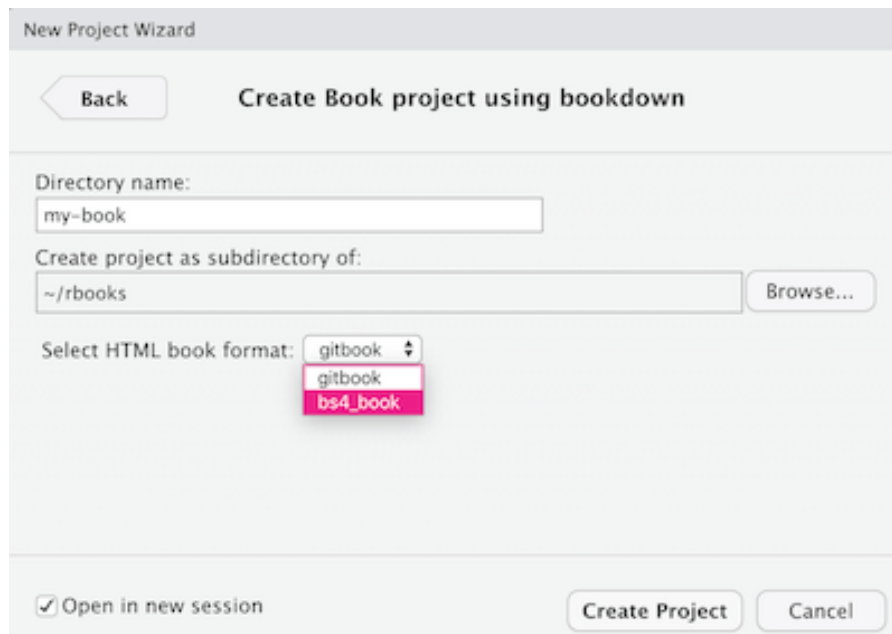 New Project Wizard
Back
Create Book project using bookdown
Directory name:
my-book
Create project as subdirectory of:
~/rbooks
Browse...
Select HTML book format: gitbook
gitbook
bs4_book
Open in new session
Create Project
Cancel